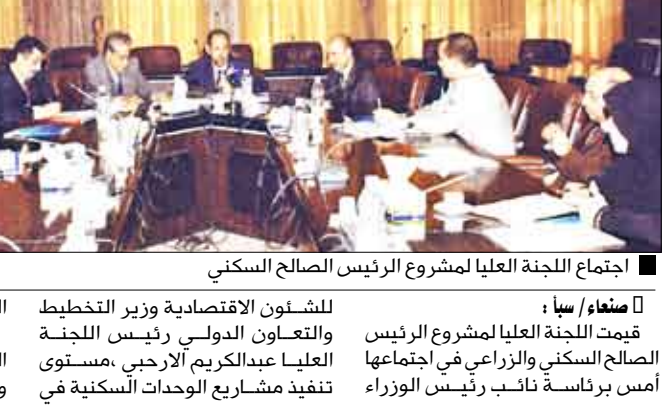 ■ اجتماع اللجنة العليا لمشروع الرئيس الصالح السكني
صنعاء/ سبأ :
قيمت اللجنة العليا لمشروع الرئيس
الصالح السكني والزراعي في اجتماعها
أمس برئاسة نائب رئيس الوزراء
للشئون الاقتصادية وزير التخطيط
والتعاون الدولي رئيس اللجنة
العليا عبدالكريم الارحبي ،مستوى
تنفيذ مشاريع الوحدات السكنية في